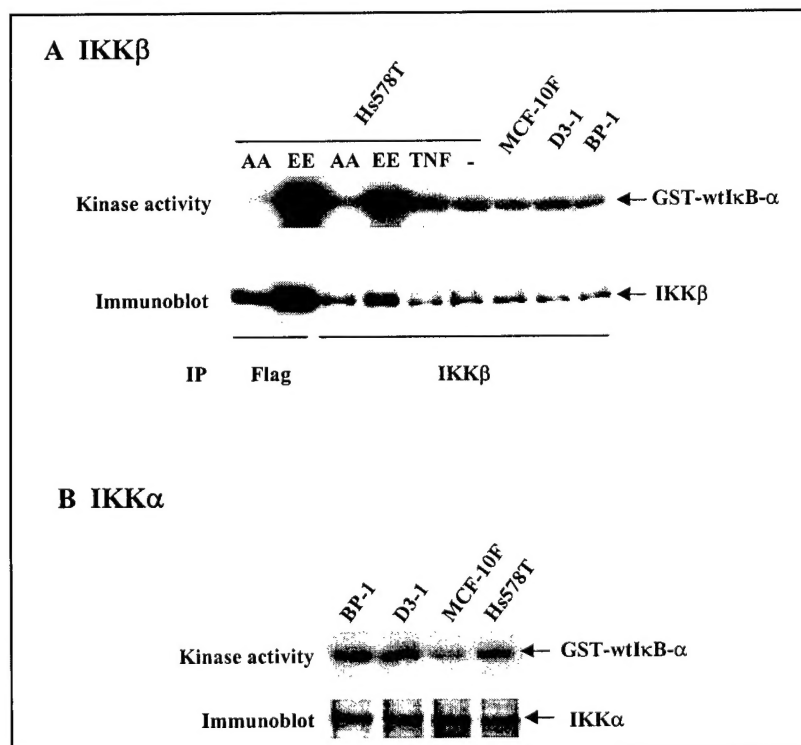 A IKKβ
Hs578T
MCF-10F
D3-1
BP-1
AA EE AA EE TNF -
Kinase activity
GST-wtIκB-α
Immunoblot
IKKβ
IP Flag IKKβ
B IKKα
BP-1
D3-1
MCF-10F
Hs578T
Kinase activity
GST-wtIκB-α
Immunoblot
IKKα